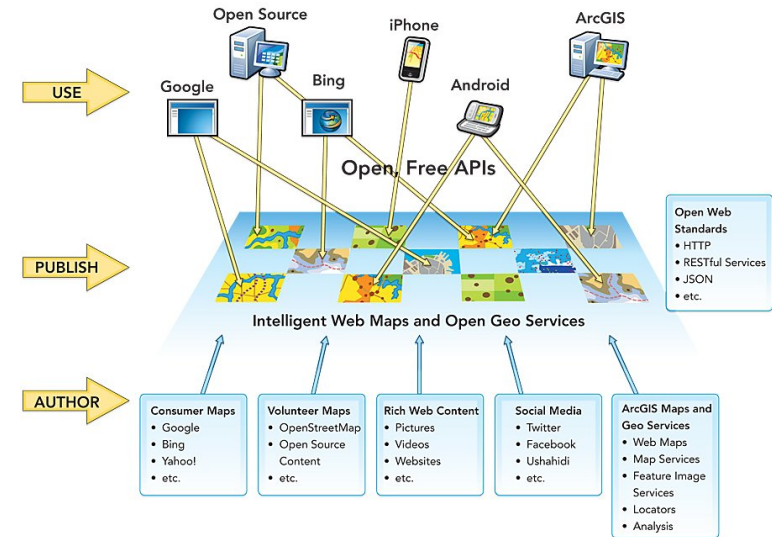 Open Source
iPhone
ArcGIS
USE
Google
Bing
Android
Open, Free APIs
Open Web
Standards
• HTTP
• RESTful Services
• JSON
• etc.
PUBLISH
Intelligent Web Maps and Open Geo Services
AUTHOR
Consumer Maps
• Google
• Bing
• Yahoo!
• etc.
Volunteer Maps
• OpenStreetMap
• Open Source
Content
• etc.
Rich Web Content
• Pictures
• Videos
• Websites
• etc.
Social Media
• Twitter
• Facebook
• Ushahidi
• etc.
ArcGIS Maps and
Geo Services
• Web Maps
• Map Services
• Feature Image
Services
• Locators
• Analysis